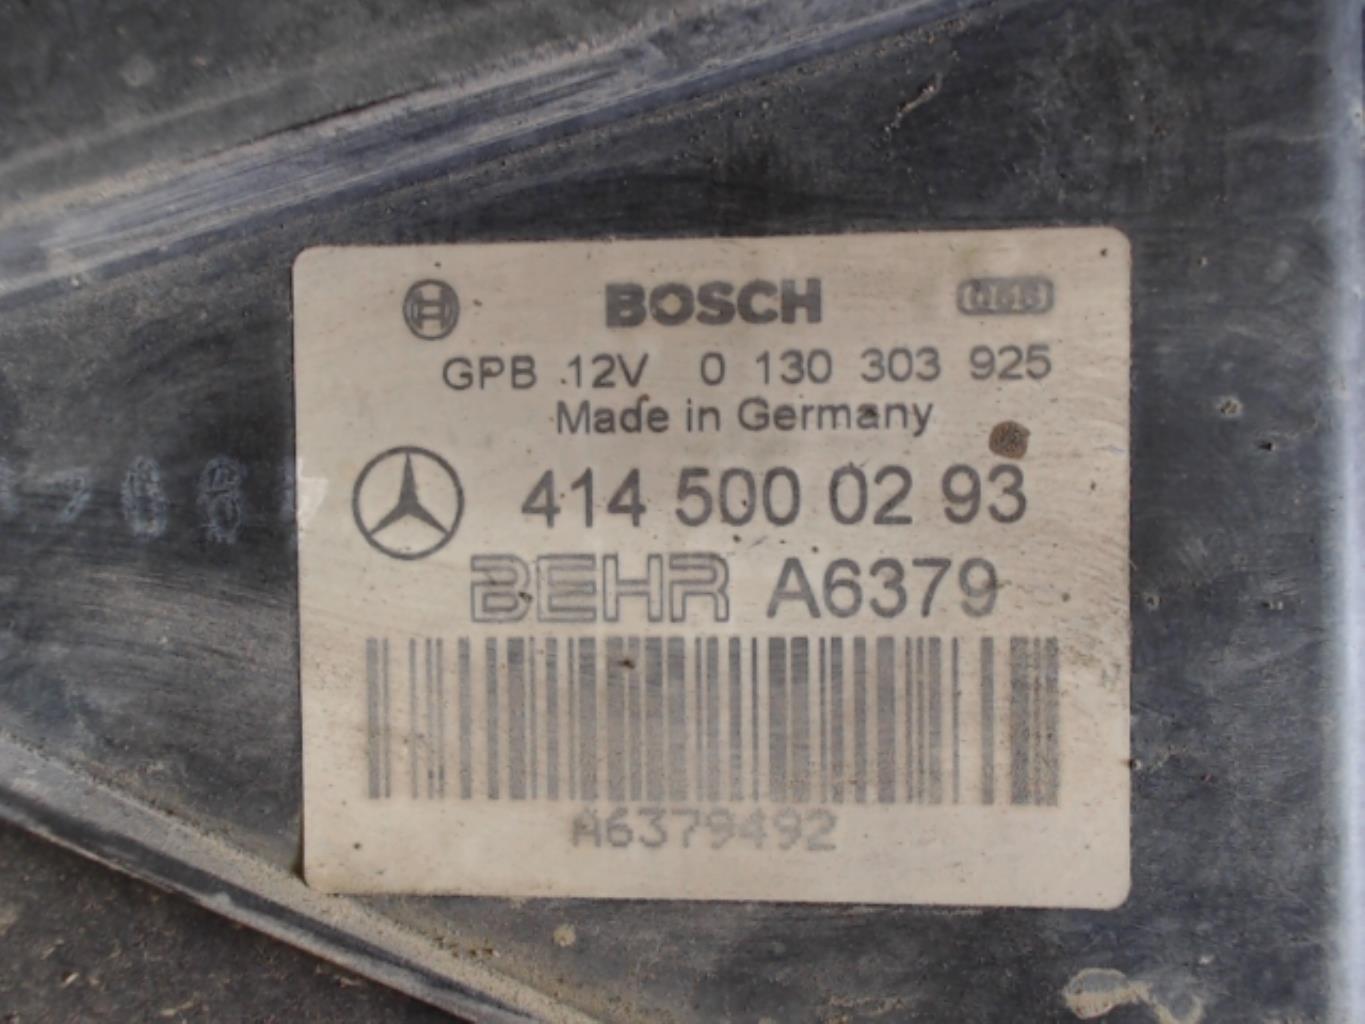 BOSCH
GPB 12V 0 130 303 925
Made in Germany
414 500 02 93
BEHR A6379
A6379492